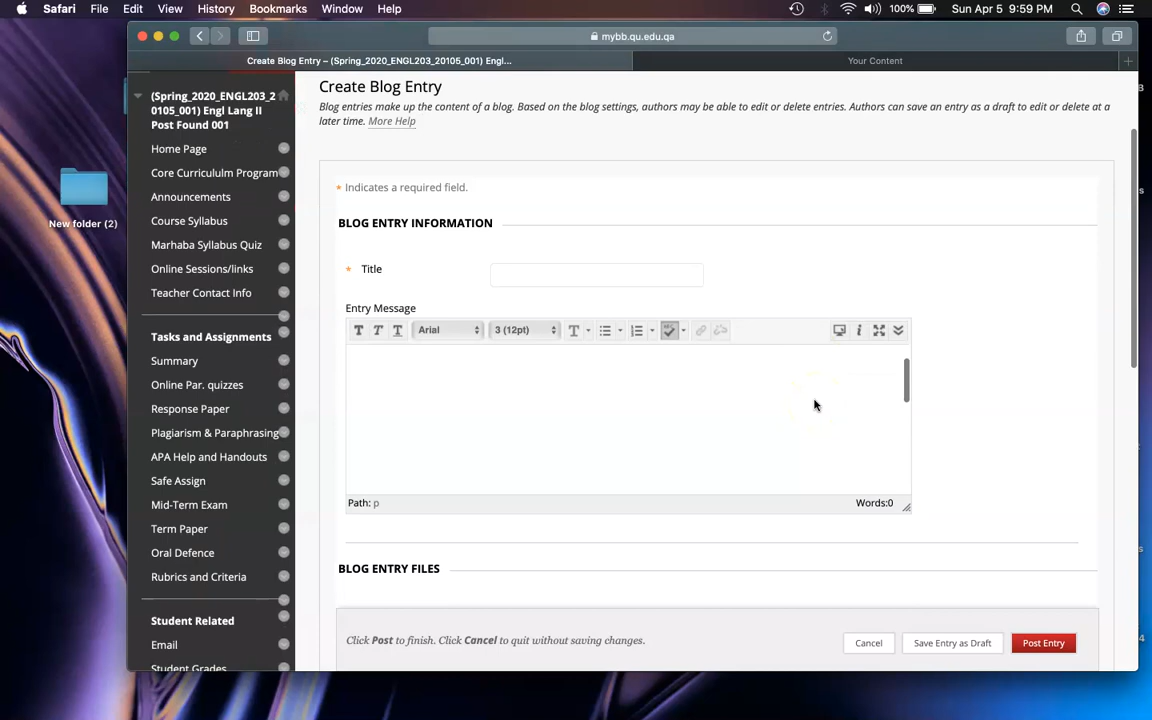 Safari File Edit View History Bookmarks Window Help 100% Sun Apr 5 9:59 PM
mybb.qu.edu.qa
Create Blog Entry – (Spring_2020_ENGL203_20105_001) Engl...
Your Content
(Spring_2020_ENGL203_2
0105_001) Engl Lang II
Post Found 001
Home Page
Core Curriculum Program
Announcements
Course Syllabus
Marhaba Syllabus Quiz
Online Sessions/links
Teacher Contact Info
Tasks and Assignments
Summary
Online Par. quizzes
Response Paper
Plagiarism & Paraphrasing
APA Help and Handouts
Safe Assign
Mid-Term Exam
Term Paper
Oral Defence
Rubrics and Criteria
Student Related
Email
Student Grades
New folder (2)
Create Blog Entry
Blog entries make up the content of a blog. Based on the blog settings, authors may be able to edit or delete entries. Authors can save an entry as a draft to edit or delete at a
later time. More Help
* Indicates a required field.
BLOG ENTRY INFORMATION
* Title
Entry Message
T T T Arial 3 (12pt) T
Path: p Words:0
BLOG ENTRY FILES
Click Post to finish. Click Cancel to quit without saving changes.
Cancel Save Entry as Draft Post Entry